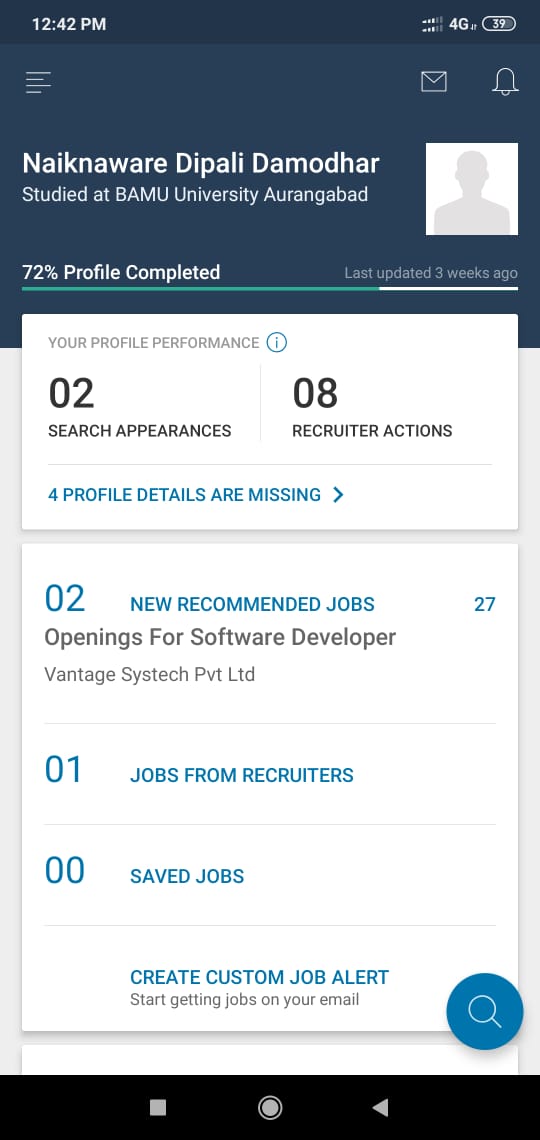 12:42 PM
4G
39
Naiknaware Dipali Damodhar
Studied at BAMU University Aurangabad
72% Profile Completed
Last updated 3 weeks ago
YOUR PROFILE PERFORMANCE i
02
08
SEARCH APPEARANCES
RECRUITER ACTIONS
4 PROFILE DETAILS ARE MISSING
02 NEW RECOMMENDED JOBS 27
Openings For Software Developer
Vantage Systech Pvt Ltd
01 JOBS FROM RECRUITERS
00 SAVED JOBS
CREATE CUSTOM JOB ALERT
Start getting jobs on your email